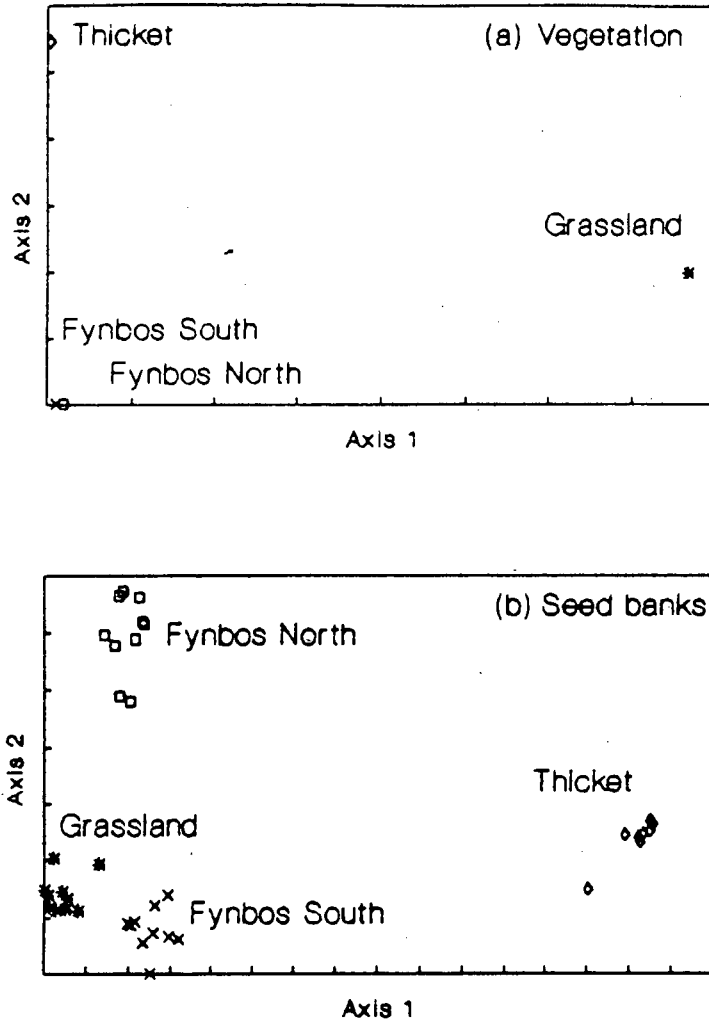 Thicket
(a) Vegetation
Axis 2
Grassland
Fynbos South
Fynbos North
Axis 1
(b) Seed banks
Fynbos North
Axis 2
Thicket
Grassland
Fynbos South
Axis 1